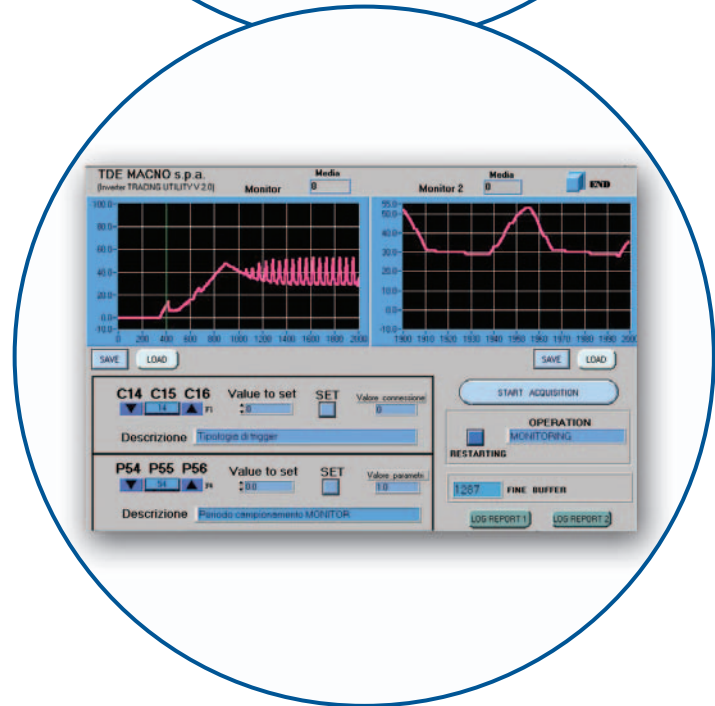 TDE MACNO s.p.a.
(Inverter TRADNG UTILITY V 2.0)
Monitor
Media
0
Monitor 2
Media
0
END
100.0
80.0
60.0
40.0
20.0
0.0
-10.0
0 200 400 600 800 1000 1200 1400 1600 1800 2000
55.0
50.0
40.0
30.0
20.0
10.0
0.0
-10.0
1900 1910 1920 1930 1940 1950 1960 1970 1980 1990 2000
SAVE LOAD
SAVE LOAD
C14 C15 C16 Value to set SET Valore connessione
14 F1 0 0
Descrizione Tipologia di trigger
P54 P55 P56 Value to set SET Valore parametri
54 0.0 1.0
Descrizione Periodo campionamento MONITOR
START ACQUISITION
OPERATION
MONITORING
RESTARTING
1287 FINE BUFFER
LOG REPORT 1 LOG REPORT 2